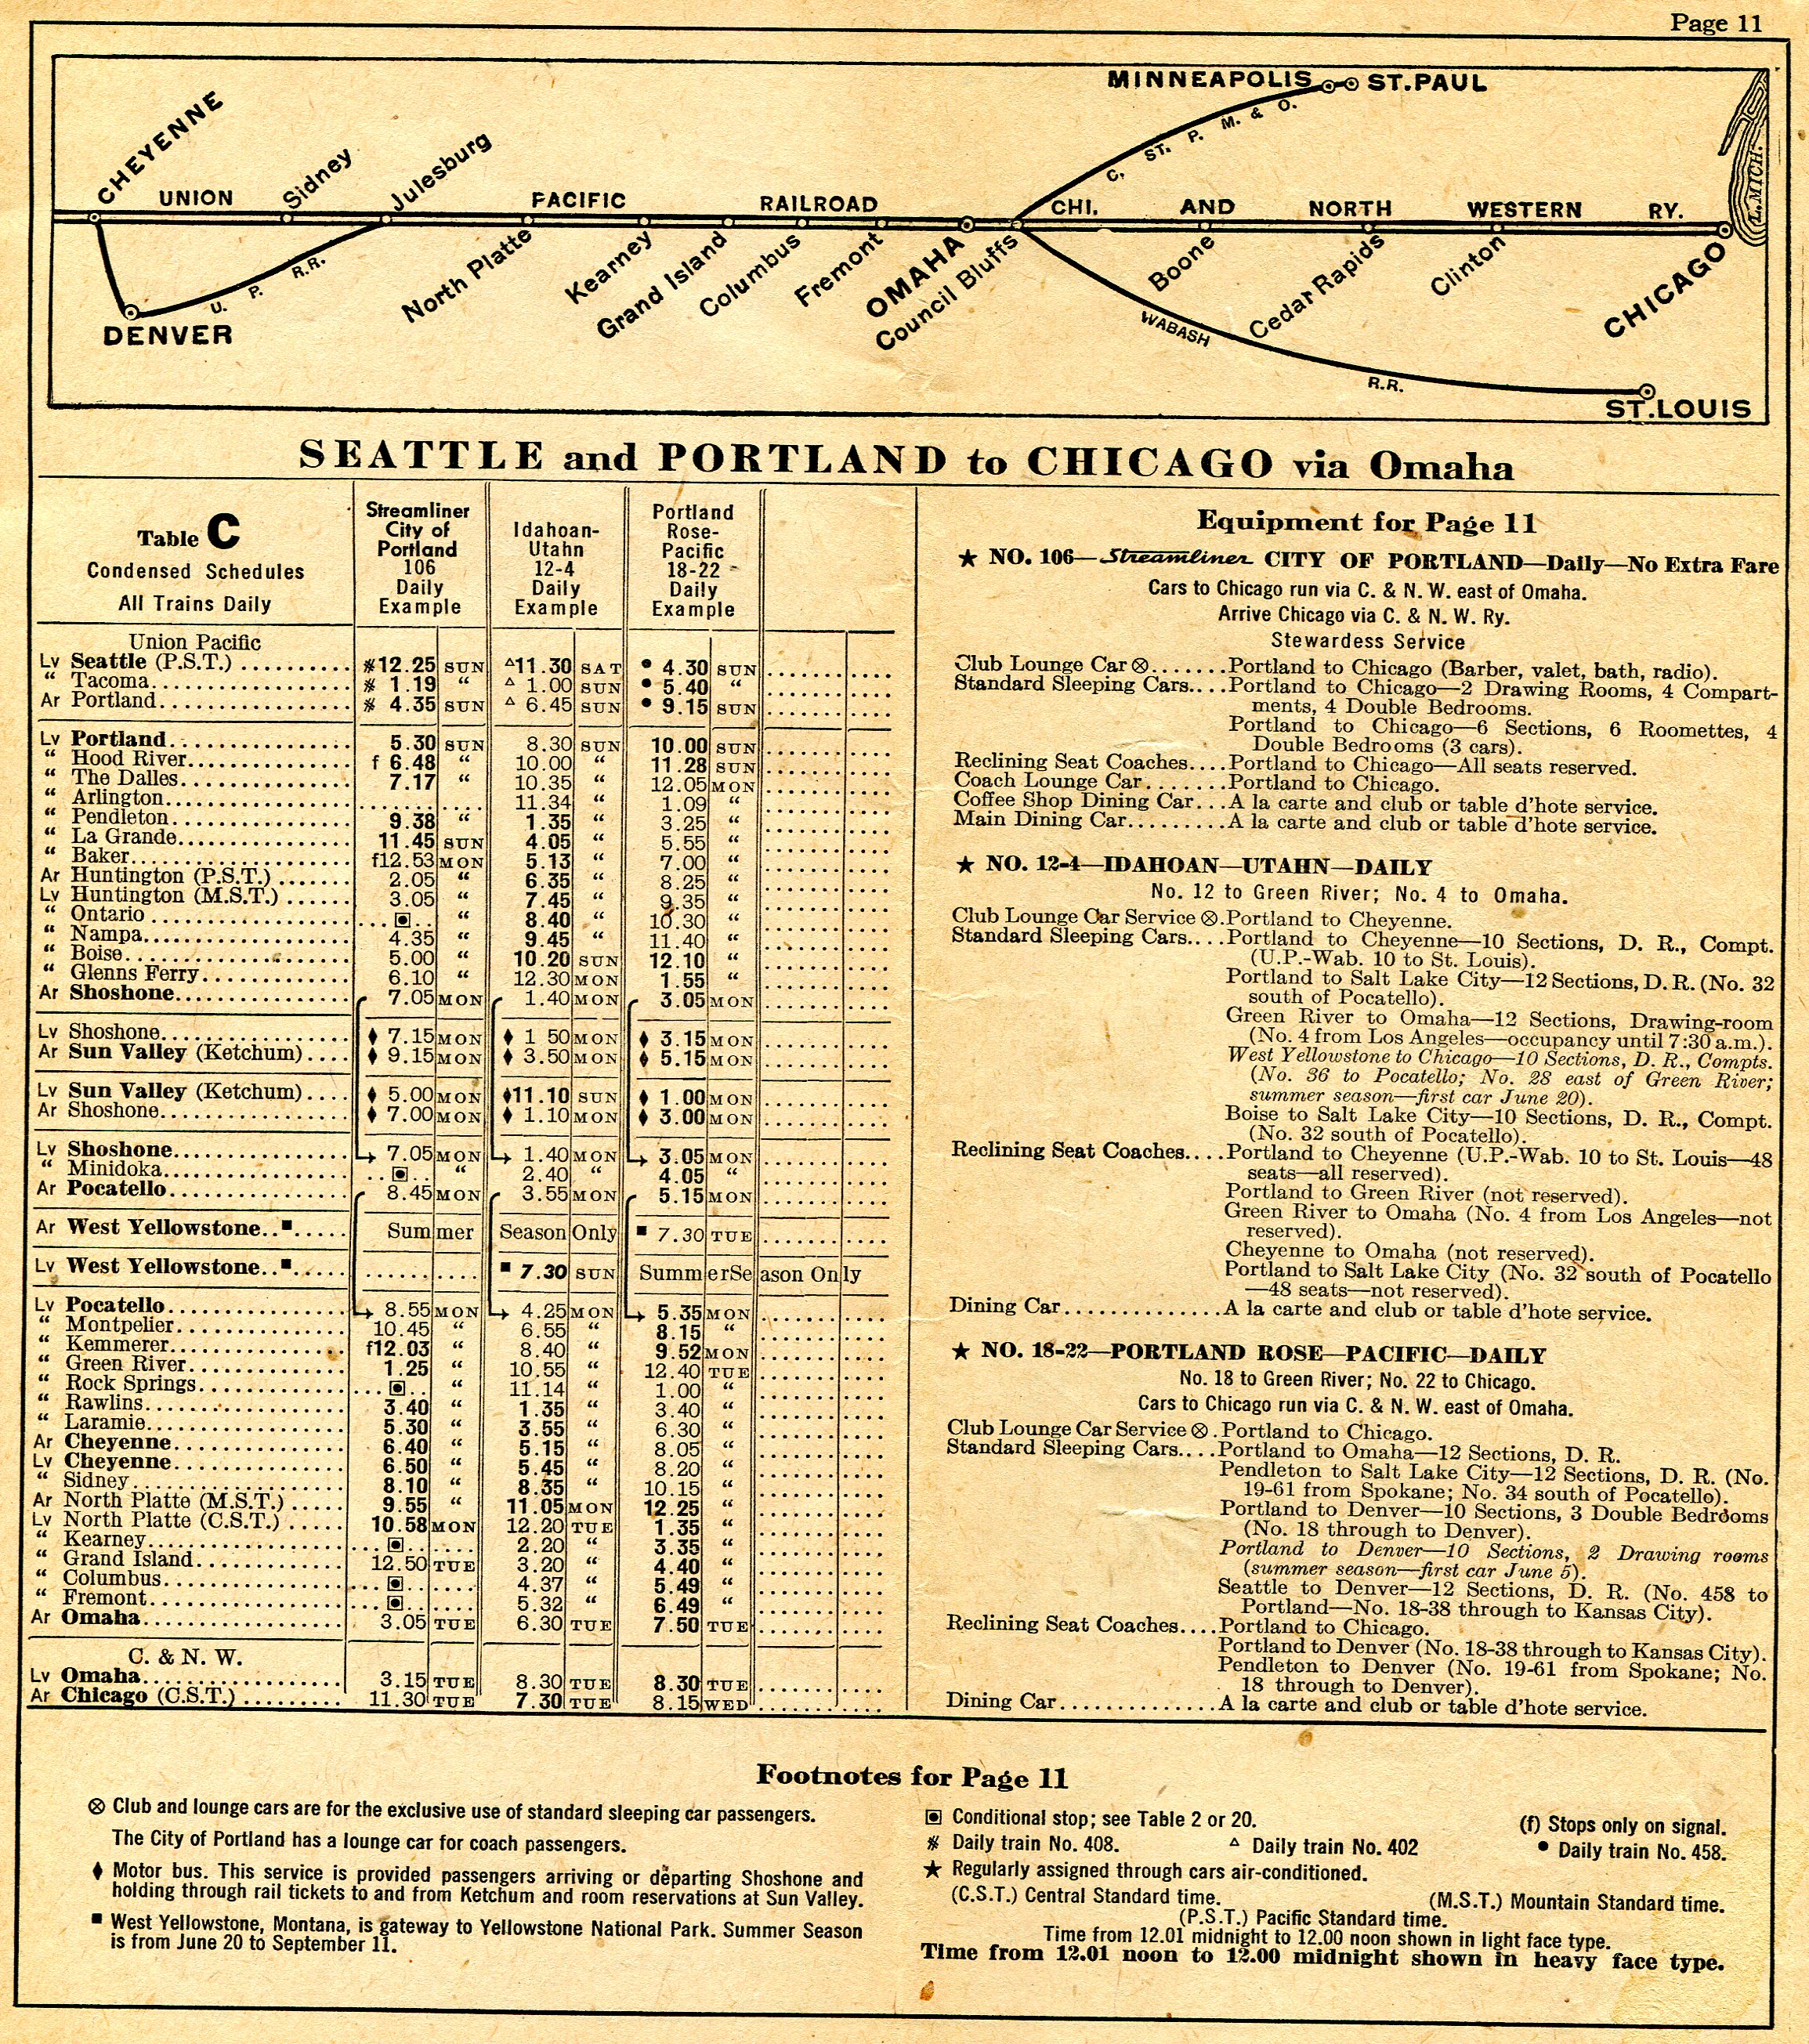 Page 11
MINNEAPOLIS ST. PAUL
CHEYENNE
C. ST. P. M. & O.
Sidney
Julesburg
L. MICH.
UNION PACIFIC RAILROAD CHI. AND NORTH WESTERN RY.
U. P. R.R.
North Platte
Kearney
Grand Island
Columbus
Fremont
OMAHA
Council Bluffs
Boone
Cedar Rapids
Clinton
CHICAGO
DENVER
WABASH R.R.
ST. LOUIS
SEATTLE and PORTLAND to CHICAGO via Omaha
Table C
Condensed Schedules
All Trains Daily
Streamliner City of Portland 106 Daily Example
Idahoan-Utahn 12-4 Daily Example
Portland Rose-Pacific 18-22 Daily Example
Union Pacific
Lv Seattle (P.S.T.) .......... ※12.25 SUN △11.30 SAT ● 4.30 SUN
“ Tacoma.......... ※ 1.19 “ △ 1.00 SUN ● 5.40 “
Ar Portland.......... ※ 4.35 SUN △ 6.45 SUN ● 9.15 SUN
Lv Portland.......... 5.30 SUN 8.30 SUN 10.00 SUN
“ Hood River.......... f 6.48 “ 10.00 “ 11.28 SUN
“ The Dalles.......... 7.17 “ 10.35 “ 12.05 MON
“ Arlington.......... .......... 11.34 “ 1.09 “
“ Pendleton.......... 9.38 “ 1.35 “ 3.25 “
“ La Grande.......... 11.45 SUN 4.05 “ 5.55 “
“ Baker.......... f12.53 MON 5.13 “ 7.00 “
Ar Huntington (P.S.T.) .......... 2.05 “ 6.35 “ 8.25 “
Lv Huntington (M.S.T.) .......... 3.05 “ 7.45 “ 9.35 “
“ Ontario .......... ...▣.. “ 8.40 “ 10.30 “
“ Nampa.......... 4.35 “ 9.45 “ 11.40 “
“ Boise.......... 5.00 “ 10.20 SUN 12.10 “
“ Glenns Ferry.......... 6.10 “ 12.30 MON 1.55 “
Ar Shoshone.......... 7.05 MON 1.40 MON 3.05 MON
Lv Shoshone.......... ♦ 7.15 MON ♦ 1 50 MON ♦ 3.15 MON
Ar Sun Valley (Ketchum).... ♦ 9.15 MON ♦ 3.50 MON ♦ 5.15 MON
Lv Sun Valley (Ketchum).... ♦ 5.00 MON ♦11.10 SUN ♦ 1.00 MON
Ar Shoshone.......... ♦ 7.00 MON ♦ 1.10 MON ♦ 3.00 MON
Lv Shoshone.......... 7.05 MON 1.40 MON 3.05 MON
“ Minidoka.......... ..▣.. “ 2.40 “ 4.05 “
Ar Pocatello.......... 8.45 MON 3.55 MON 5.15 MON
Ar West Yellowstone..■..... Summer Season Only ■ 7.30 TUE
Lv West Yellowstone..■..... .......... ■ 7.30 SUN Summer Season Only
Lv Pocatello.......... 8.55 MON 4.25 MON 5.35 MON
“ Montpelier.......... 10.45 “ 6.55 “ 8.15 “
“ Kemmerer.......... f12.03 “ 8.40 “ 9.52 MON
“ Green River.......... 1.25 “ 10.55 “ 12.40 TUE
“ Rock Springs.......... ...▣.. “ 11.14 “ 1.00 “
“ Rawlins.......... 3.40 “ 1.35 “ 3.40 “
“ Laramie.......... 5.30 “ 3.55 “ 6.30 “
Ar Cheyenne.......... 6.40 “ 5.15 “ 8.05 “
Lv Cheyenne.......... 6.50 “ 5.45 “ 8.20 “
“ Sidney.......... 8.10 “ 8.35 “ 10.15 “
Ar North Platte (M.S.T.) ..... 9.55 “ 11.05 MON 12.25 “
Lv North Platte (C.S.T.) ..... 10.58 MON 12.20 TUE 1.35 “
“ Kearney.......... ...▣...... 2.20 “ 3.35 “
“ Grand Island.......... 12.50 TUE 3.20 “ 4.40 “
“ Columbus.......... ...▣...... 4.37 “ 5.49 “
“ Fremont.......... ...▣...... 5.32 “ 6.49 “
Ar Omaha.......... 3.05 TUE 6.30 TUE 7.50 TUE
C. & N. W.
Lv Omaha.......... 3.15 TUE 8.30 TUE 8.30 TUE
Ar Chicago (C.S.T.) .......... 11.30 TUE 7.30 TUE 8.15 WED
Equipment for Page 11
★ NO. 106—Streamliner CITY OF PORTLAND—Daily—No Extra Fare
Cars to Chicago run via C. & N. W. east of Omaha.
Arrive Chicago via C. & N. W. Ry.
Stewardess Service
Club Lounge Car ⊗.......Portland to Chicago (Barber, valet, bath, radio).
Standard Sleeping Cars....Portland to Chicago—2 Drawing Rooms, 4 Compart-
ments, 4 Double Bedrooms.
Portland to Chicago—6 Sections, 6 Roomettes, 4
Double Bedrooms (3 cars).
Reclining Seat Coaches....Portland to Chicago—All seats reserved.
Coach Lounge Car.......Portland to Chicago.
Coffee Shop Dining Car...A la carte and club or table d'hote service.
Main Dining Car.........A la carte and club or table d'hote service.
★ NO. 12-4—IDAHOAN—UTAHN—DAILY
No. 12 to Green River; No. 4 to Omaha.
Club Lounge Car Service ⊗.Portland to Cheyenne.
Standard Sleeping Cars....Portland to Cheyenne—10 Sections, D. R., Compt.
(U.P.-Wab. 10 to St. Louis).
Portland to Salt Lake City—12 Sections, D. R. (No. 32
south of Pocatello).
Green River to Omaha—12 Sections, Drawing-room
(No. 4 from Los Angeles—occupancy until 7:30 a.m.).
West Yellowstone to Chicago—10 Sections, D. R., Compts.
(No. 36 to Pocatello; No. 28 east of Green River;
summer season—first car June 20).
Boise to Salt Lake City—10 Sections, D. R., Compt.
(No. 32 south of Pocatello).
Reclining Seat Coaches....Portland to Cheyenne (U.P.-Wab. 10 to St. Louis—48
seats—all reserved).
Portland to Green River (not reserved).
Green River to Omaha (No. 4 from Los Angeles—not
reserved).
Cheyenne to Omaha (not reserved).
Portland to Salt Lake City (No. 32 south of Pocatello
—48 seats—not reserved).
Dining Car..............A la carte and club or table d'hote service.
★ NO. 18-22—PORTLAND ROSE—PACIFIC—DAILY
No. 18 to Green River; No. 22 to Chicago.
Cars to Chicago run via C. & N. W. east of Omaha.
Club Lounge Car Service ⊗.Portland to Chicago.
Standard Sleeping Cars....Portland to Omaha—12 Sections, D. R.
Pendleton to Salt Lake City—12 Sections, D. R. (No.
19-61 from Spokane; No. 34 south of Pocatello).
Portland to Denver—10 Sections, 3 Double Bedrooms
(No. 18 through to Denver).
Portland to Denver—10 Sections, 2 Drawing rooms
(summer season—first car June 5).
Seattle to Denver—12 Sections, D. R. (No. 458 to
Portland—No. 18-38 through to Kansas City).
Reclining Seat Coaches....Portland to Chicago.
Portland to Denver (No. 18-38 through to Kansas City).
Pendleton to Denver (No. 19-61 from Spokane; No.
18 through to Denver).
Dining Car..............A la carte and club or table d'hote service.
Footnotes for Page 11
⊗ Club and lounge cars are for the exclusive use of standard sleeping car passengers.
The City of Portland has a lounge car for coach passengers.
♦ Motor bus. This service is provided passengers arriving or departing Shoshone and
holding through rail tickets to and from Ketchum and room reservations at Sun Valley.
■ West Yellowstone, Montana, is gateway to Yellowstone National Park. Summer Season
is from June 20 to September 11.
▣ Conditional stop; see Table 2 or 20. (f) Stops only on signal.
※ Daily train No. 408. △ Daily train No. 402 ● Daily train No. 458.
★ Regularly assigned through cars air-conditioned.
(C.S.T.) Central Standard time. (M.S.T.) Mountain Standard time.
(P.S.T.) Pacific Standard time.
Time from 12.01 midnight to 12.00 noon shown in light face type.
Time from 12.01 noon to 12.00 midnight shown in heavy face type.